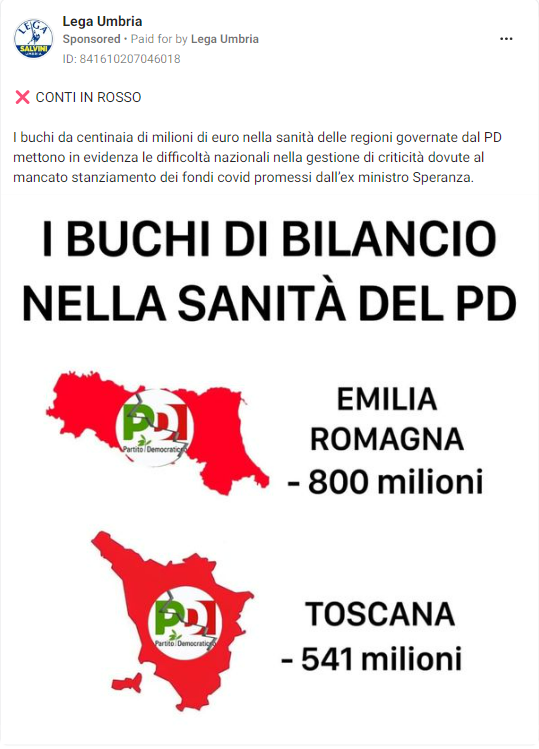 LEGA
SALVINI
UMBRIA
Lega Umbria
Sponsored • Paid for by Lega Umbria
ID: 841610207046018
❌ CONTI IN ROSSO
I buchi da centinaia di milioni di euro nella sanità delle regioni governate dal PD
mettono in evidenza le difficoltà nazionali nella gestione di criticità dovute al
mancato stanziamento dei fondi covid promessi dall’ex ministro Speranza.
I BUCHI DI BILANCIO
NELLA SANITÀ DEL PD
PD
Partito Democratico
EMILIA
ROMAGNA
- 800 milioni
PD
Partito Democratico
TOSCANA
- 541 milioni